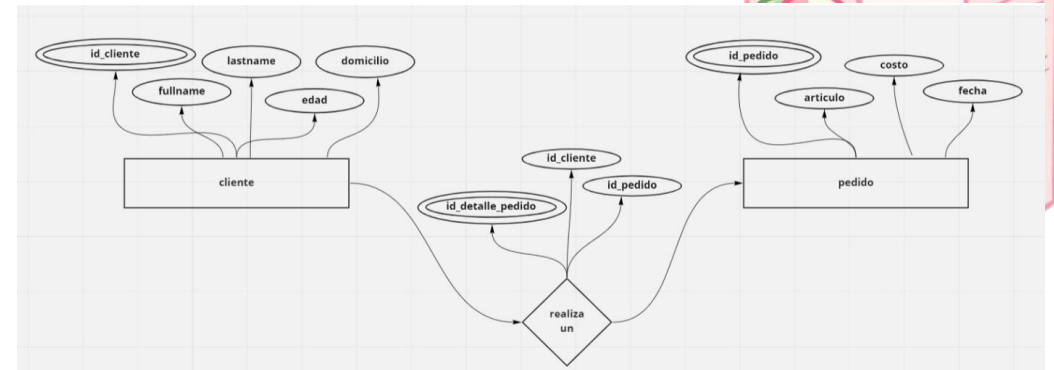 id_cliente
lastname
domicilio
fullname
edad
cliente
id_cliente
id_pedido
id_detalle_pedido
realiza
un
id_pedido
costo
articulo
fecha
pedido